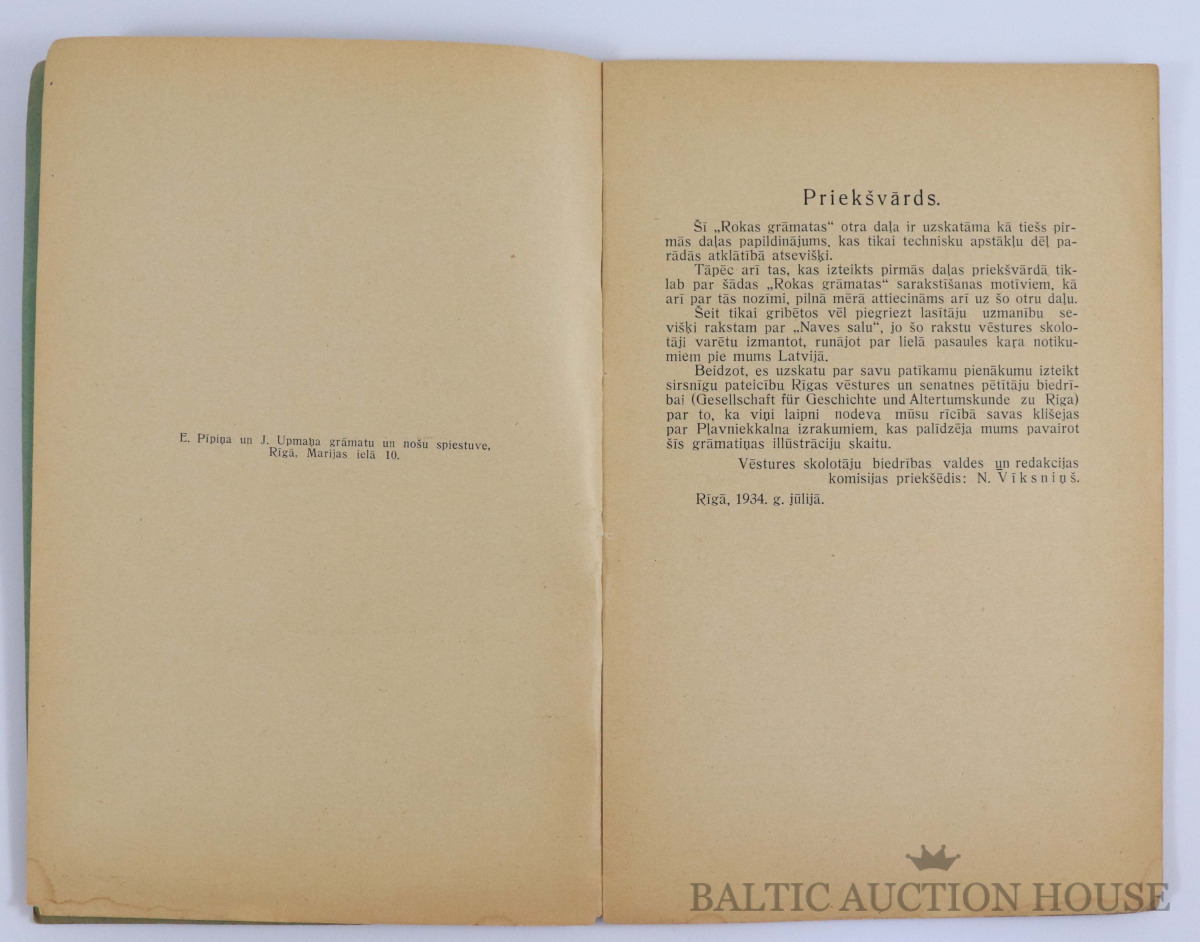 E. Pīpiņa un J. Upmaņa grāmatu un nošu spiestuve,
Rīgā, Marijas ielā 10.
Priekšvārds.
Šī „Rokas grāmatas“ otra daļa ir uzskatāma kā tiešs pir-
mās daļas papildinājums, kas tikai technisku apstākļu dēļ pa-
rādās atklātībā atsevišķi.
Tāpēc arī tas, kas izteikts pirmās daļas priekšvārdā tik-
lab par šādas „Rokas grāmatas“ sarakstīšanas motīviem, kā
arī par tās nozīmi, pilnā mērā attiecināms arī uz šo otru daļu.
Šeit tikai gribētos vēl piegriezt lasītāju uzmanību se-
višķi rakstam par „Naves salu“, jo šo rakstu vēstures skolo-
tāji varētu izmantot, runājot par lielā pasaules kaŗa notiku-
miem pie mums Latvijā.
Beidzot, es uzskatu par savu patīkamu pienākumu izteikt
sirsnīgu pateicību Rīgas vēstures un senatnes pētītāju biedrī-
bai (Gesellschaft für Geschichte und Altertumskunde zu Riga)
par to, ka viņi laipni nodeva mūsu rīcībā savas klišejas
par Pļavniekkalna izrakumiem, kas palīdzēja mums pavairot
šīs grāmatiņas illūstrāciju skaitu.
Vēstures skolotāju biedrības valdes un redakcijas
komisijas priekšēdis: N. Vīksniņš.
Rīgā, 1934. g. jūlijā.
BALTIC AUCTION HOUSE